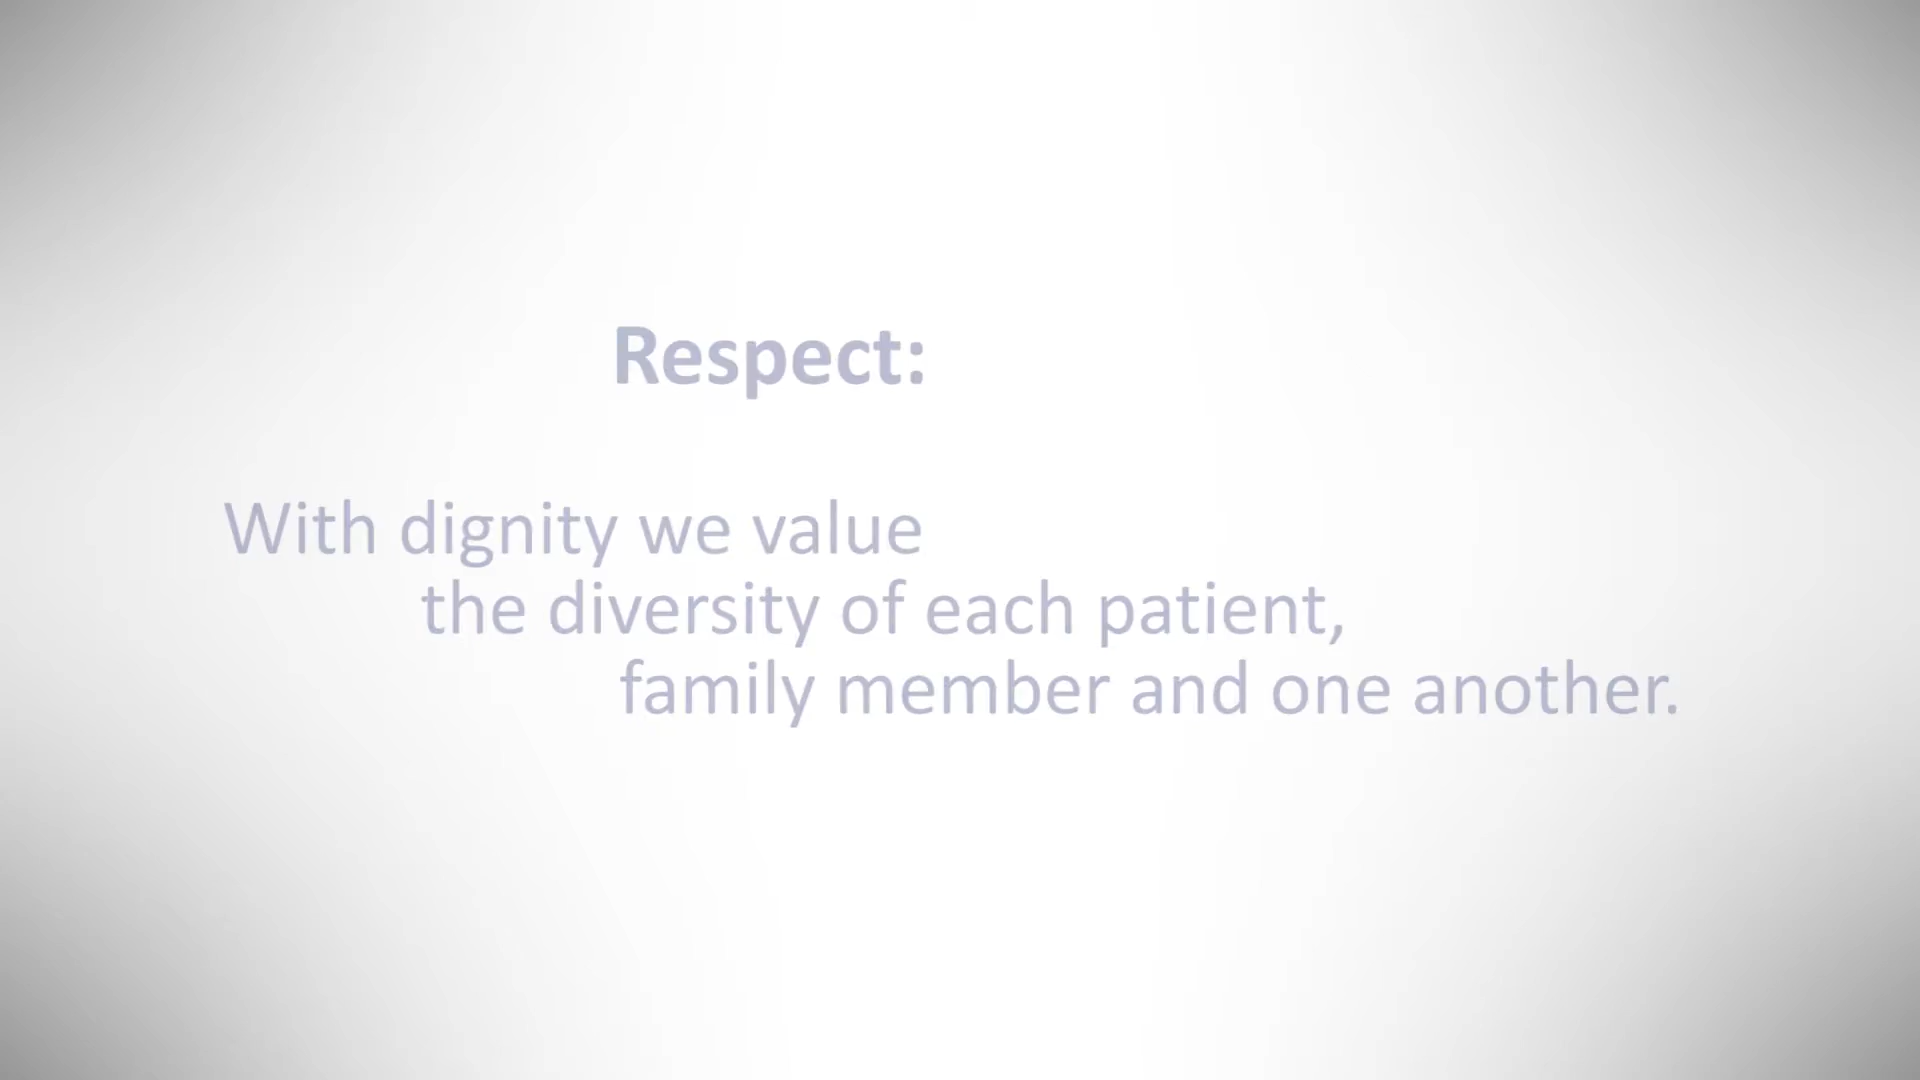 Respect:
With dignity we value
the diversity of each patient,
family member and one another.